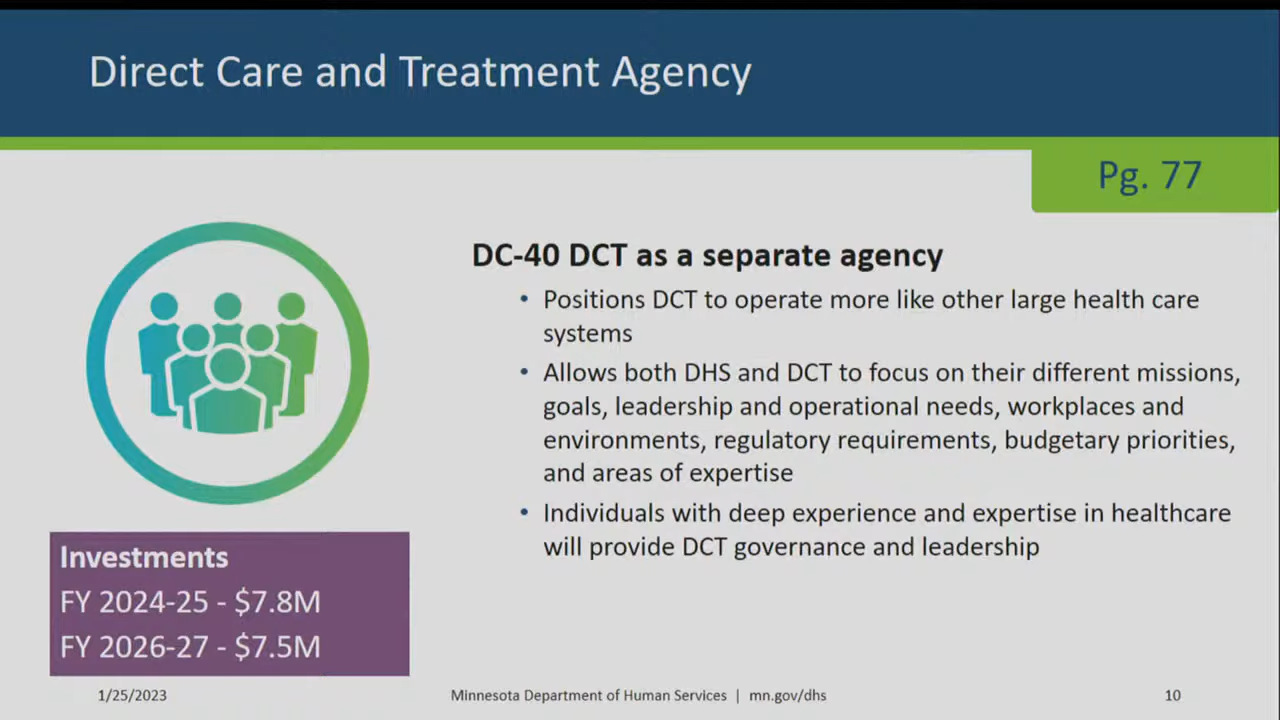 Direct Care and Treatment Agency
Pg. 77
DC-40 DCT as a separate agency
• Positions DCT to operate more like other large health care
systems
• Allows both DHS and DCT to focus on their different missions,
goals, leadership and operational needs, workplaces and
environments, regulatory requirements, budgetary priorities,
and areas of expertise
• Individuals with deep experience and expertise in healthcare
will provide DCT governance and leadership
Investments
FY 2024-25 - $7.8M
FY 2026-27 - $7.5M
1/25/2023
Minnesota Department of Human Services | mn.gov/dhs
10